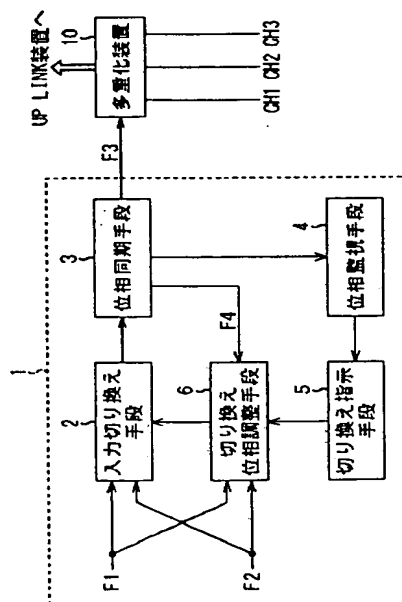 1
F1
F2
2
入力切り換え
手段
3
位相同期手段
6
切り換え
位相調整手段
5
切り換え指示
手段
4
位相監視手段
F4
F3
10
多重化装置
UP LINK装置へ
CH1
CH2
CH3